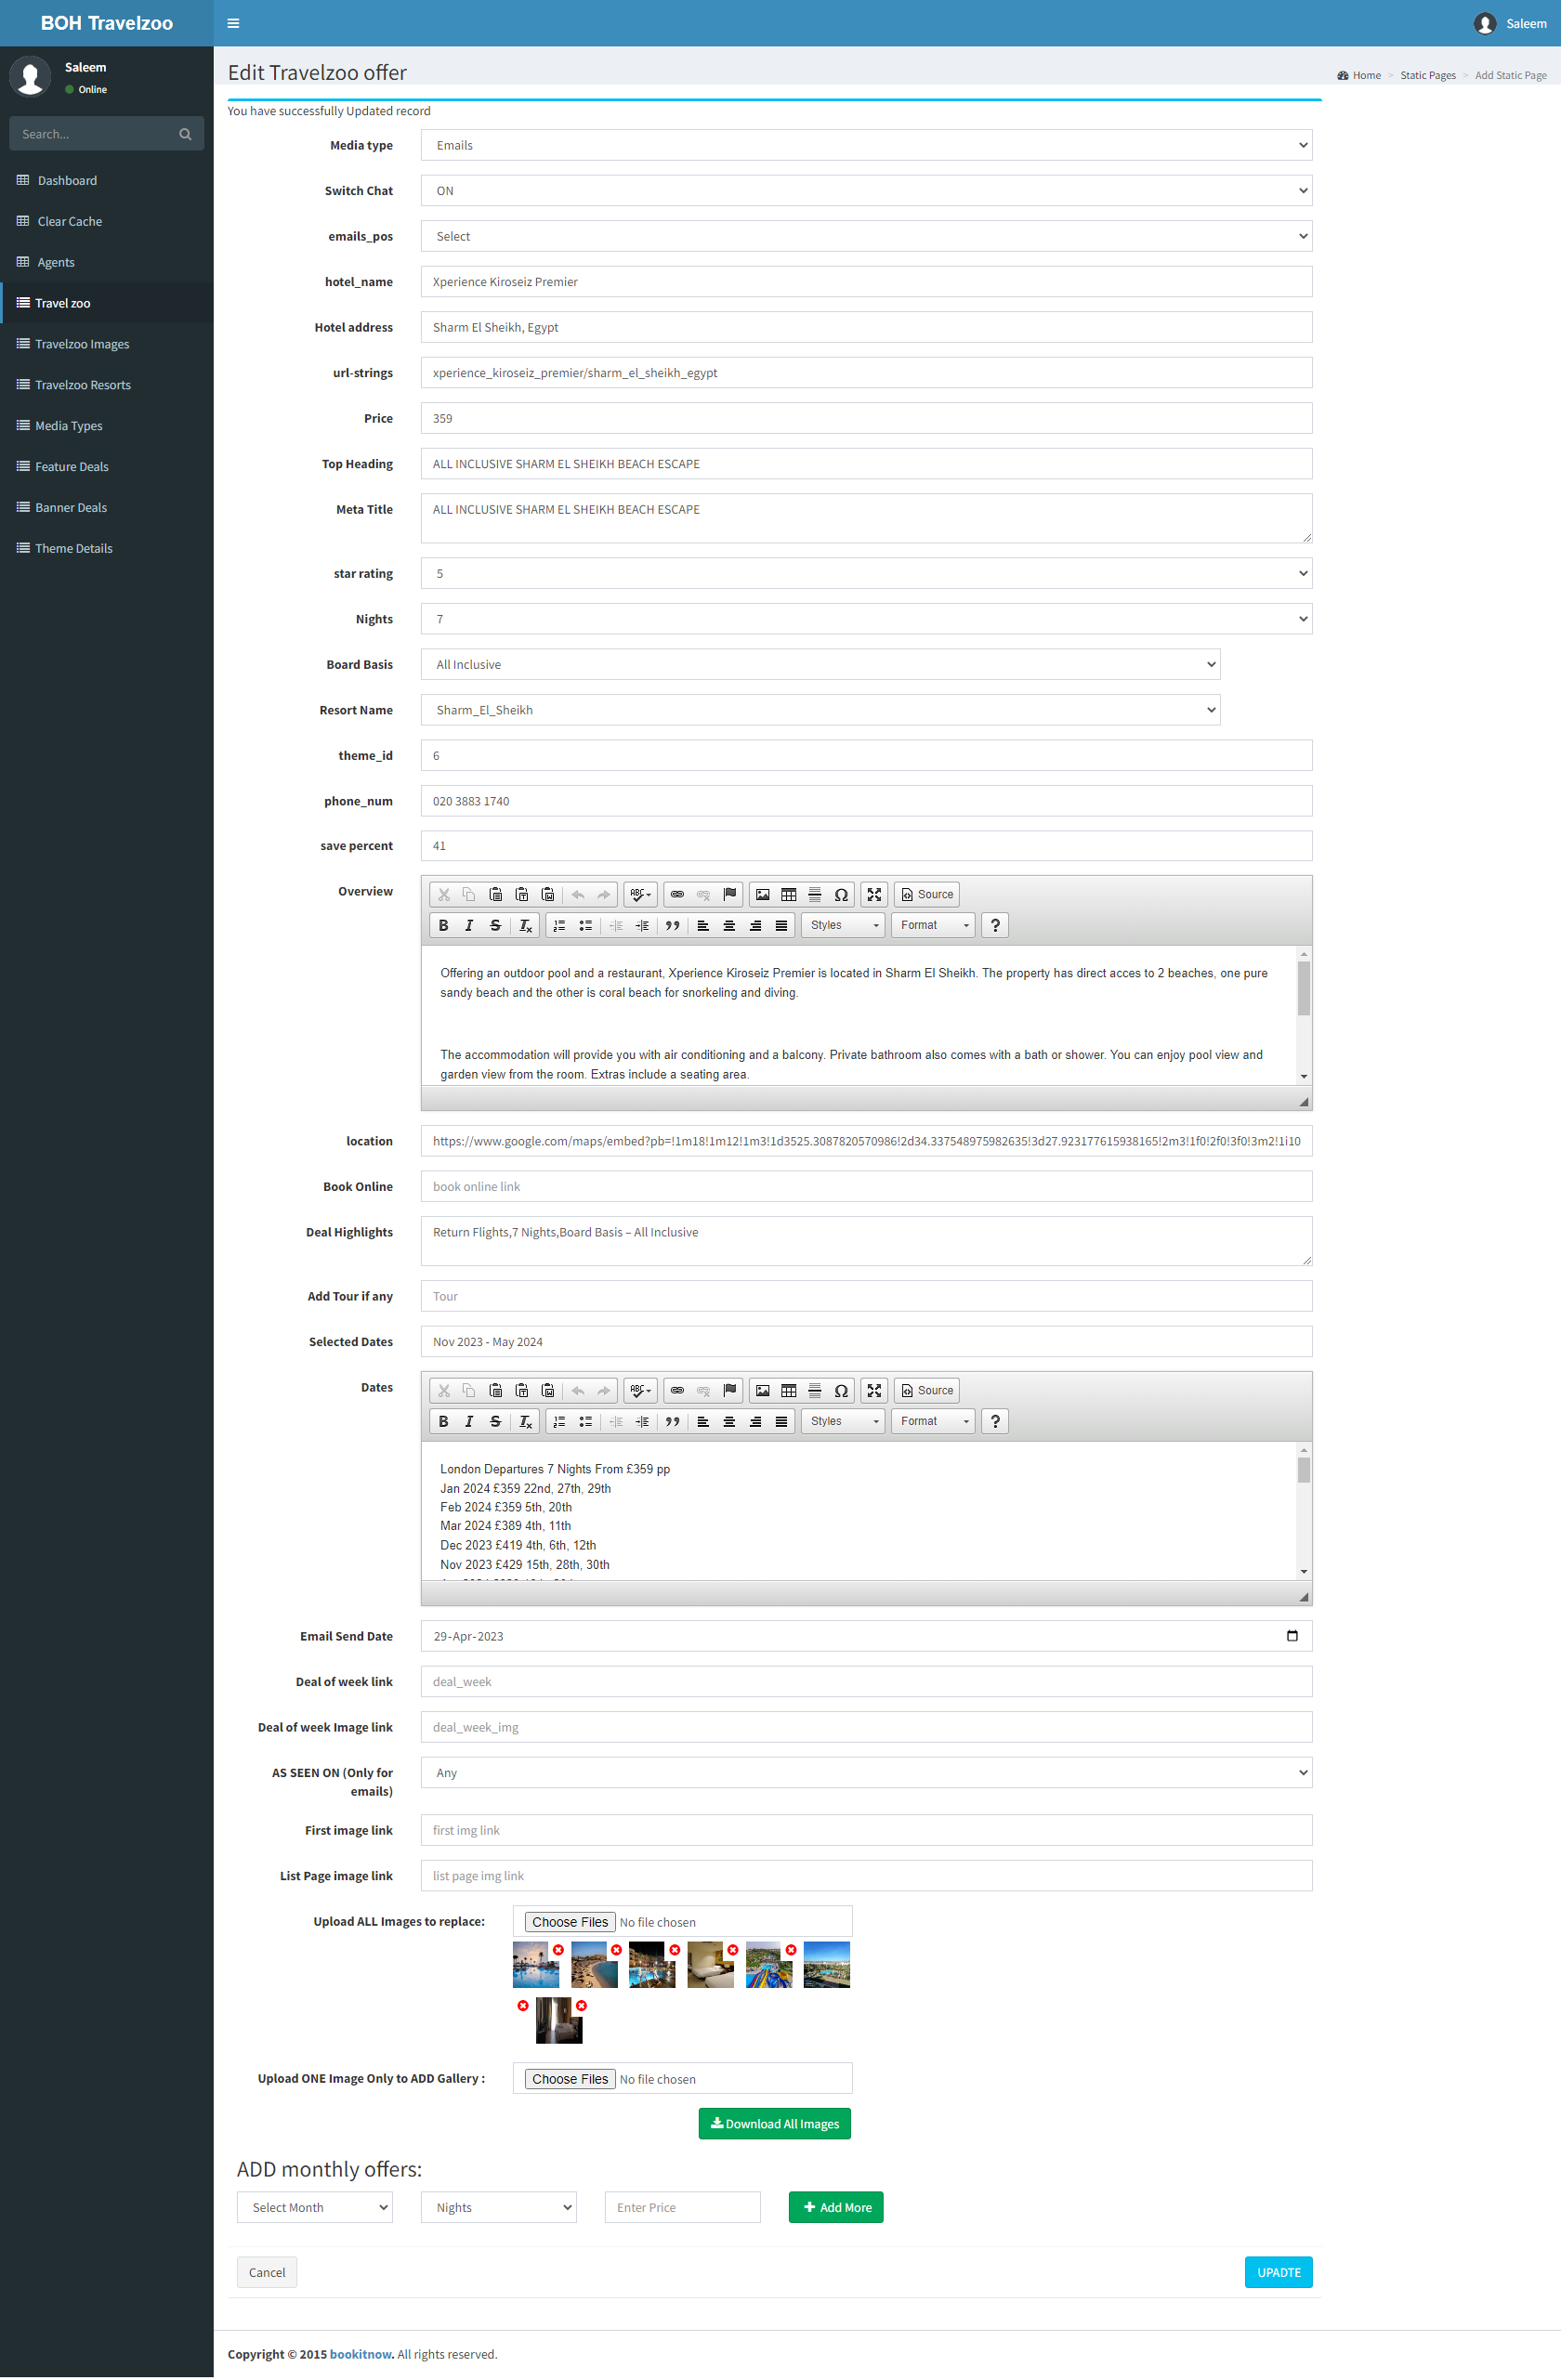 BOH Travelzoo
Saleem
Saleem
Online
Search...
Dashboard
Clear Cache
Agents
Travel zoo
Travelzoo Images
Travelzoo Resorts
Media Types
Feature Deals
Banner Deals
Theme Details
Edit Travelzoo offer
Home > Static Pages > Add Static Page
You have successfully Updated record
Media type Emails
Switch Chat ON
emails_pos Select
hotel_name Xperience Kiroseiz Premier
Hotel address Sharm El Sheikh, Egypt
url-strings xperience_kiroseiz_premier/sharm_el_sheikh_egypt
Price 359
Top Heading ALL INCLUSIVE SHARM EL SHEIKH BEACH ESCAPE
Meta Title ALL INCLUSIVE SHARM EL SHEIKH BEACH ESCAPE
star rating 5
Nights 7
Board Basis All Inclusive
Resort Name Sharm_El_Sheikh
theme_id 6
phone_num 020 3883 1740
save percent 41
Overview
Source
Styles Format ?
Offering an outdoor pool and a restaurant, Xperience Kiroseiz Premier is located in Sharm El Sheikh. The property has direct acces to 2 beaches, one pure
sandy beach and the other is coral beach for snorkeling and diving.
The accommodation will provide you with air conditioning and a balcony. Private bathroom also comes with a bath or shower. You can enjoy pool view and
garden view from the room. Extras include a seating area.
location https://www.google.com/maps/embed?pb=!1m18!1m12!1m3!1d3525.3087820570986!2d34.337548975982635!3d27.923177615938165!2m3!1f0!2f0!3f0!3m2!1i10
Book Online book online link
Deal Highlights Return Flights,7 Nights,Board Basis – All Inclusive
Add Tour if any Tour
Selected Dates Nov 2023 - May 2024
Dates
Source
Styles Format ?
London Departures 7 Nights From £359 pp
Jan 2024 £359 22nd, 27th, 29th
Feb 2024 £359 5th, 20th
Mar 2024 £389 4th, 11th
Dec 2023 £419 4th, 6th, 12th
Nov 2023 £429 15th, 28th, 30th
Email Send Date 29-Apr-2023
Deal of week link deal_week
Deal of week Image link deal_week_img
AS SEEN ON (Only for
emails) Any
First image link first img link
List Page image link list page img link
Upload ALL Images to replace: Choose Files No file chosen
Upload ONE Image Only to ADD Gallery : Choose Files No file chosen
Download All Images
ADD monthly offers:
Select Month Nights Enter Price Add More
Cancel UPADTE
Copyright © 2015 bookitnow. All rights reserved.